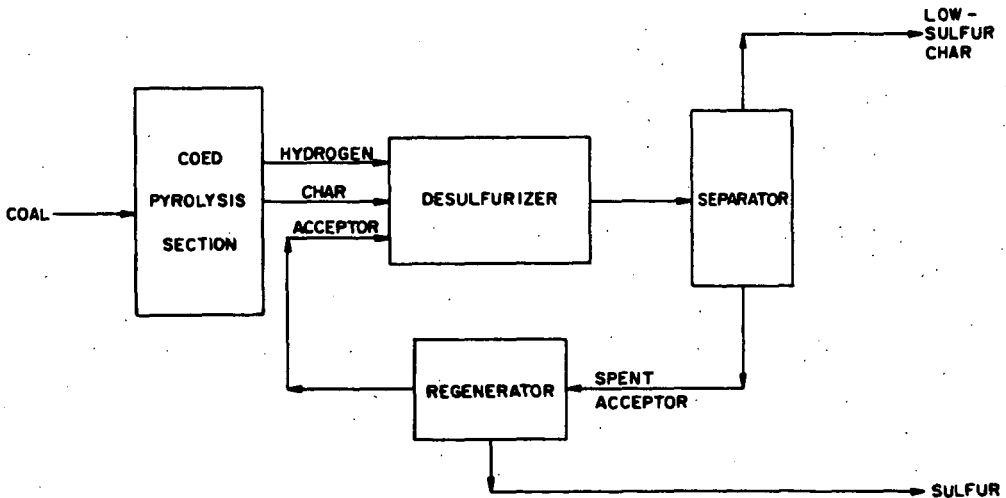 LOW-
SULFUR
CHAR
COED
PYROLYSIS
SECTION
HYDROGEN
CHAR
ACCEPTOR
DESULFURIZER
SEPARATOR
COAL
REGENERATOR
SPENT
ACCEPTOR
SULFUR